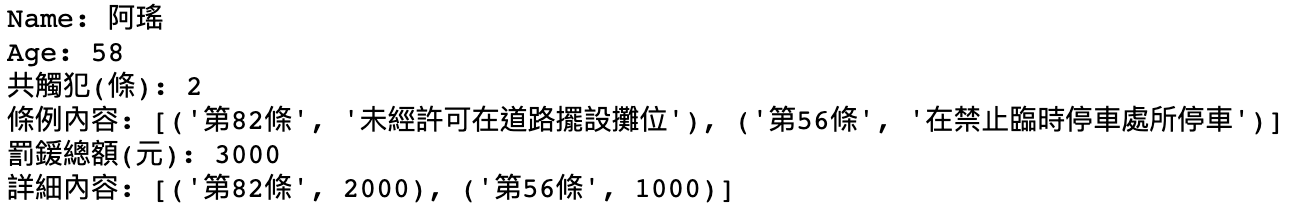 Name: 阿瑤
Age: 58
共觸犯(條): 2
條例內容: [('第82條', '未經許可在道路擺設攤位'), ('第56條', '在禁止臨時停車處所停車')]
罰鍰總額(元): 3000
詳細內容: [('第82條', 2000), ('第56條', 1000)]